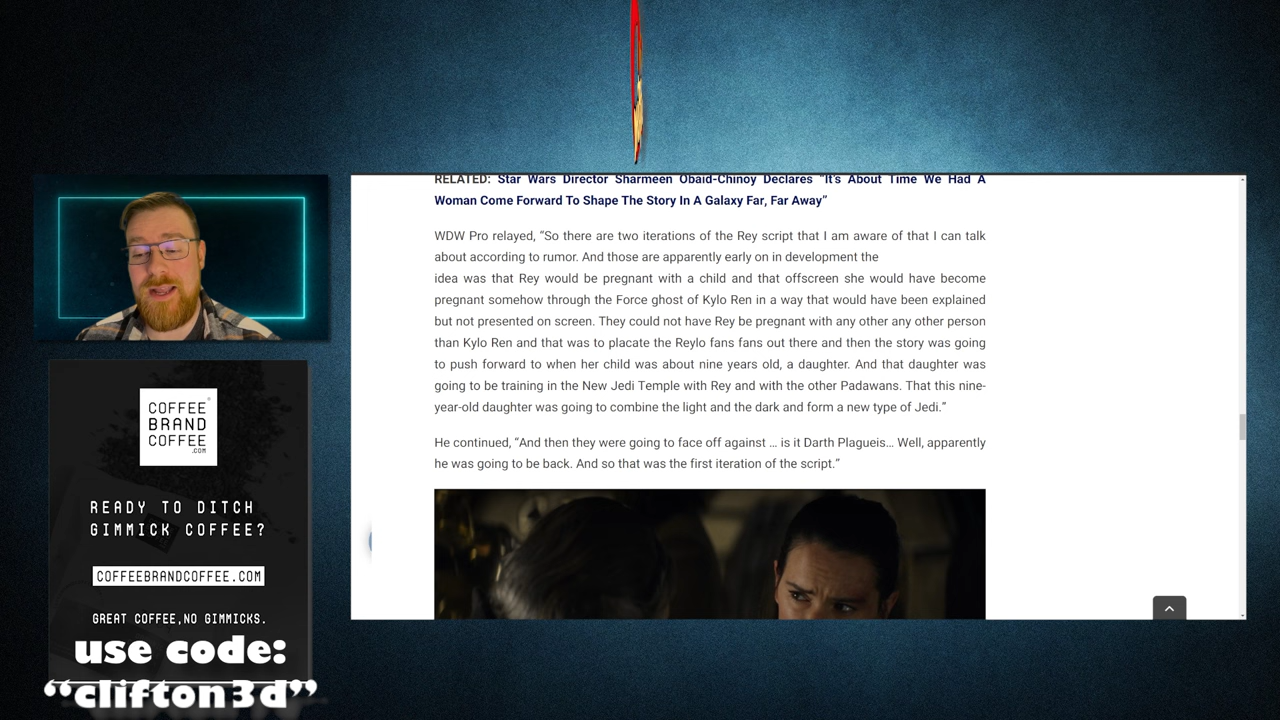 RELATED: Star Wars Director Sharmeen Obaid-Chinoy Declares “It’s About Time We Had A
Woman Come Forward To Shape The Story In A Galaxy Far, Far Away”
WDW Pro relayed, “So there are two iterations of the Rey script that I am aware of that I can talk
about according to rumor. And those are apparently early on in development the
idea was that Rey would be pregnant with a child and that offscreen she would have become
pregnant somehow through the Force ghost of Kylo Ren in a way that would have been explained
but not presented on screen. They could not have Rey be pregnant with any other any other person
than Kylo Ren and that was to placate the Reylo fans fans out there and then the story was going
to push forward to when her child was about nine years old, a daughter. And that daughter was
going to be training in the New Jedi Temple with Rey and with the other Padawans. That this nine-
year-old daughter was going to combine the light and the dark and form a new type of Jedi.”
He continued, “And then they were going to face off against … is it Darth Plagueis… Well, apparently
he was going to be back. And so that was the first iteration of the script.”
COFFEE
BRAND
COFFEE
.COM
READY TO DITCH
GIMMICK COFFEE?
COFFEEBRANDCOFFEE.COM
GREAT COFFEE,NO GIMMICKS.
use code:
“clifton3d”